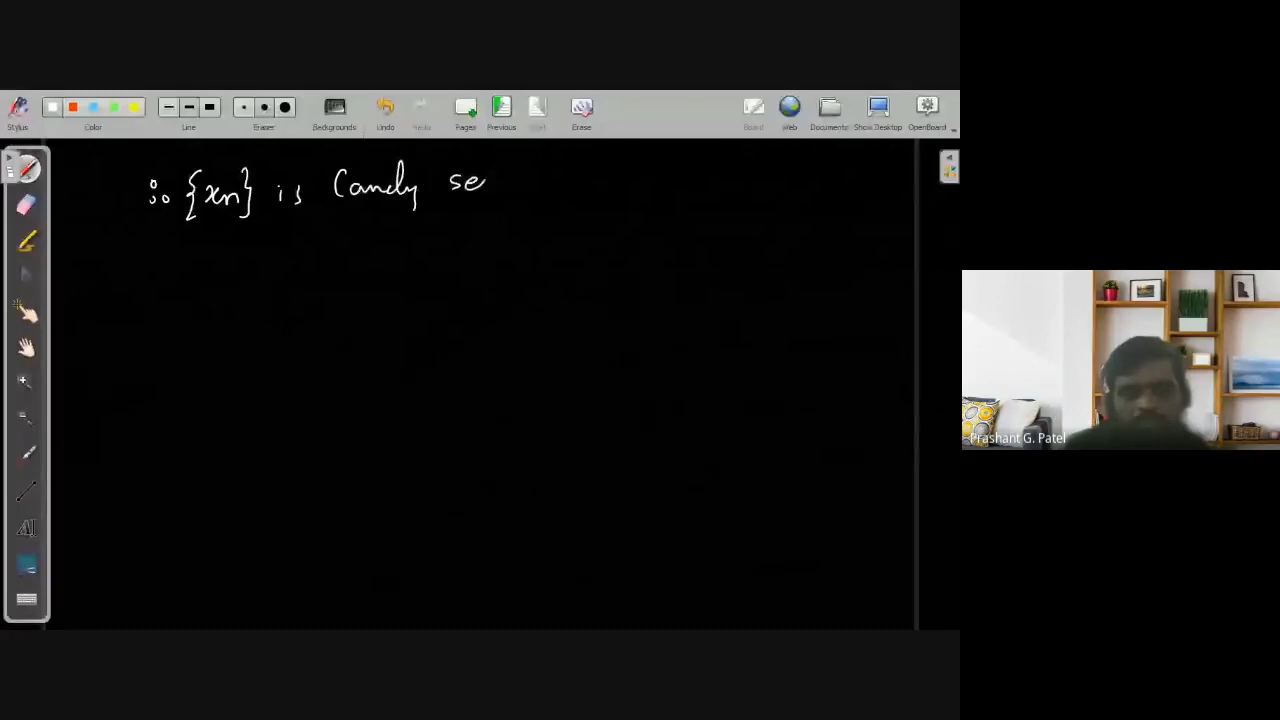 Stylus
Color
Line
Eraser
Backgrounds
Undo
Redo
Pages
Previous
Erase
Board
Web
Documents
Show Desktop
OpenBoard
∴ {xn} is Cauchy se
Prashant G. Patel